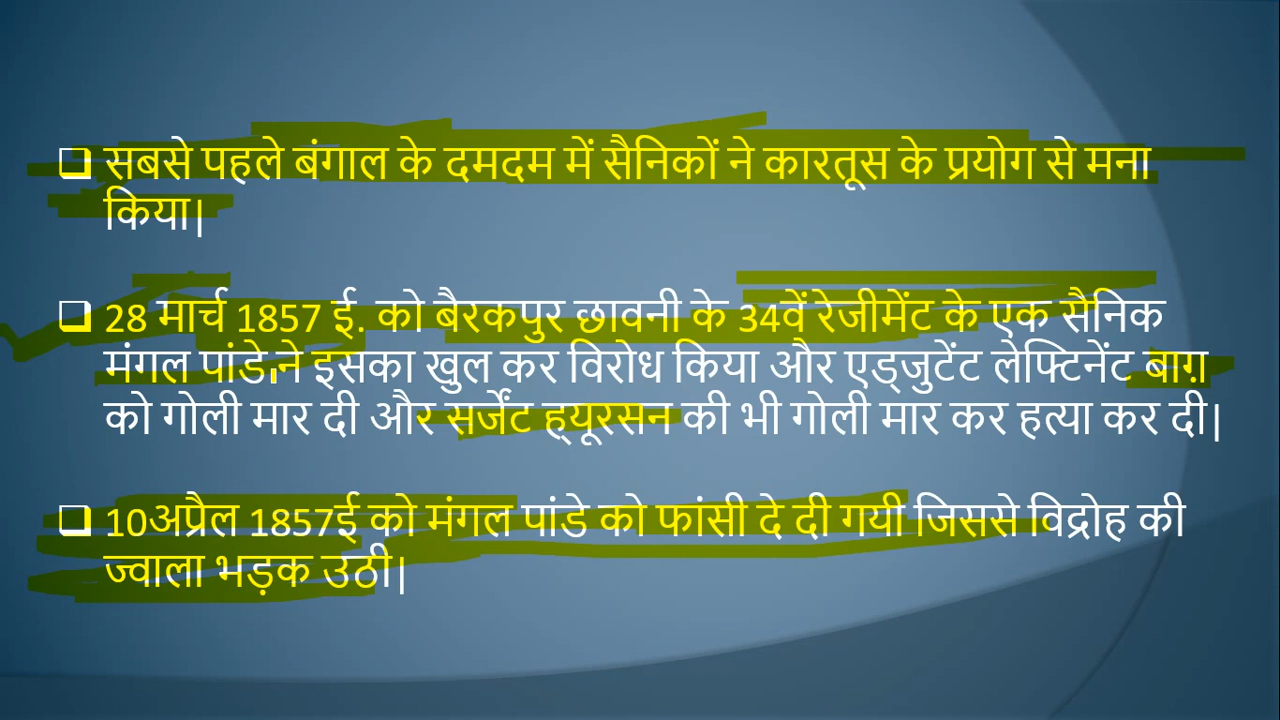 सबसे पहले बंगाल के दमदम में सैनिकों ने कारतूस के प्रयोग से मना
किया|
28 मार्च 1857 ई. को बैरकपुर छावनी के 34वें रेजीमेंट के एक सैनिक
मंगल पांडे ने इसका खुल कर विरोध किया और एड्जुटेंट लेफ्टिनेंट बाग़
को गोली मार दी और सर्जेंट ह्यूरसन की भी गोली मार कर हत्या कर दी|
10अप्रैल 1857ई को मंगल पांडे को फांसी दे दी गयी जिससे विद्रोह की
ज्वाला भड़क उठी|